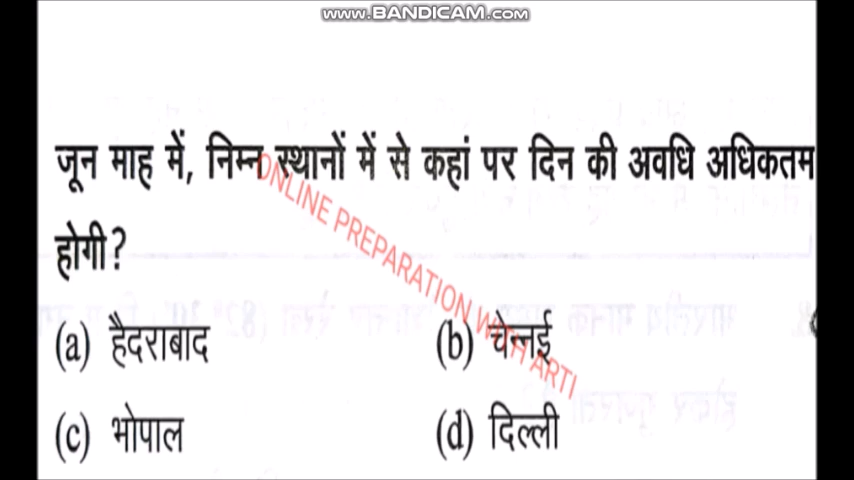 www.BANDICAM.com
जून माह में, निम्न स्थानों में से कहां पर दिन की अवधि अधिकतम
होगी?
(a) हैदराबाद (b) चेन्नई
(c) भोपाल (d) दिल्ली
ONLINE PREPARATION WITH ARTI